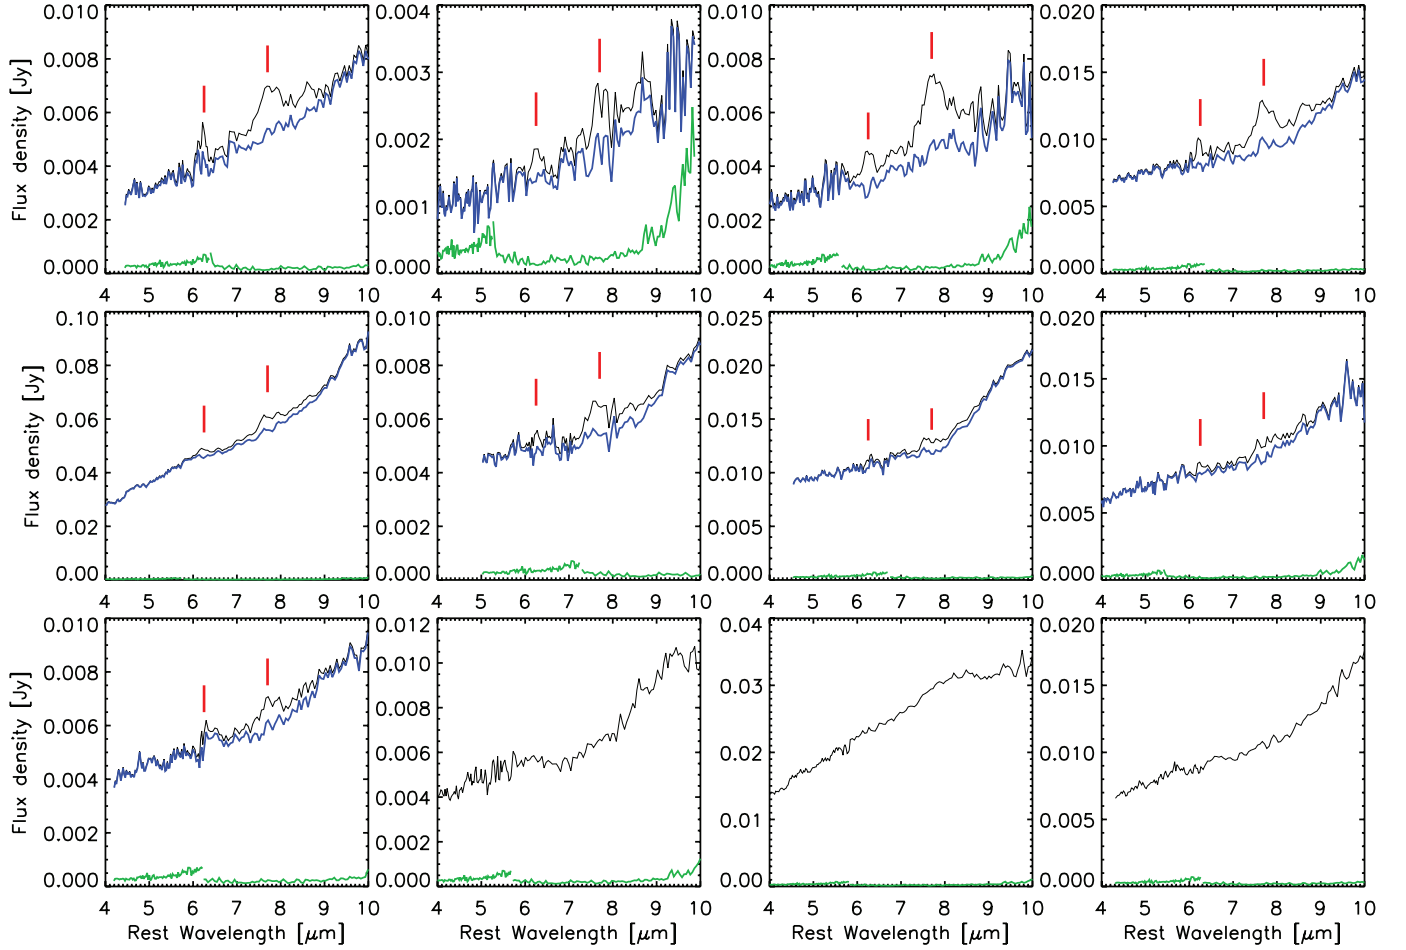 0.010 0.004 0.010 0.020
0.008 0.003 0.008 0.015
0.006 0.002 0.006 0.010
0.004 0.001 0.004 0.005
0.002 0.002
0.000 0.000 0.000 0.000
Flux density [Jy]
4 5 6 7 8 9 10 4 5 6 7 8 9 10 4 5 6 7 8 9 10 4 5 6 7 8 9 10
0.10 0.010 0.025 0.020
0.08 0.008 0.020 0.015
0.06 0.006 0.015 0.010
0.04 0.004 0.010 0.005
0.02 0.002 0.005
0.00 0.000 0.000 0.000
Flux density [Jy]
4 5 6 7 8 9 10 4 5 6 7 8 9 10 4 5 6 7 8 9 10 4 5 6 7 8 9 10
0.010 0.012 0.04 0.020
0.008 0.010 0.03 0.015
0.006 0.008 0.02 0.010
0.004 0.006 0.01 0.005
0.002 0.004
0.002
0.000 0.000 0.00 0.000
Flux density [Jy]
4 5 6 7 8 9 10 4 5 6 7 8 9 10 4 5 6 7 8 9 10 4 5 6 7 8 9 10
Rest Wavelength [μm] Rest Wavelength [μm] Rest Wavelength [μm] Rest Wavelength [μm]